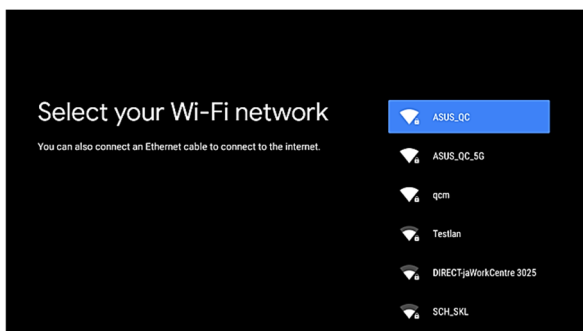 Select your Wi-Fi network
You can also connect an Ethernet cable to connect to the internet.
ASUS_QC
ASUS_QC_5G
qcm
Testlan
DIRECT-jaWorkCentre 3025
SCH_SKL